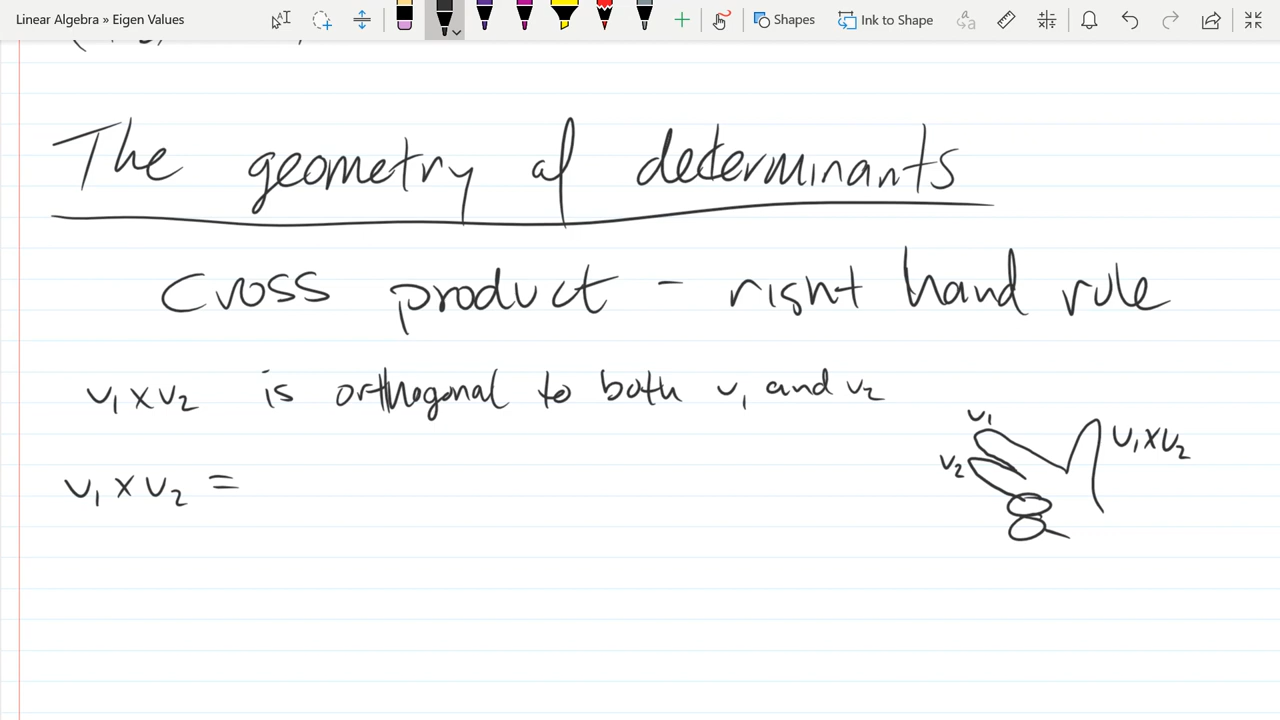 Linear Algebra » Eigen Values
Shapes
Ink to Shape
The geometry of determinants
Cross product - right hand rule
v₁ x v₂ is orthogonal to both v₁ and v₂
v₁
v₂
v₁ x v₂
v₁ x v₂ =